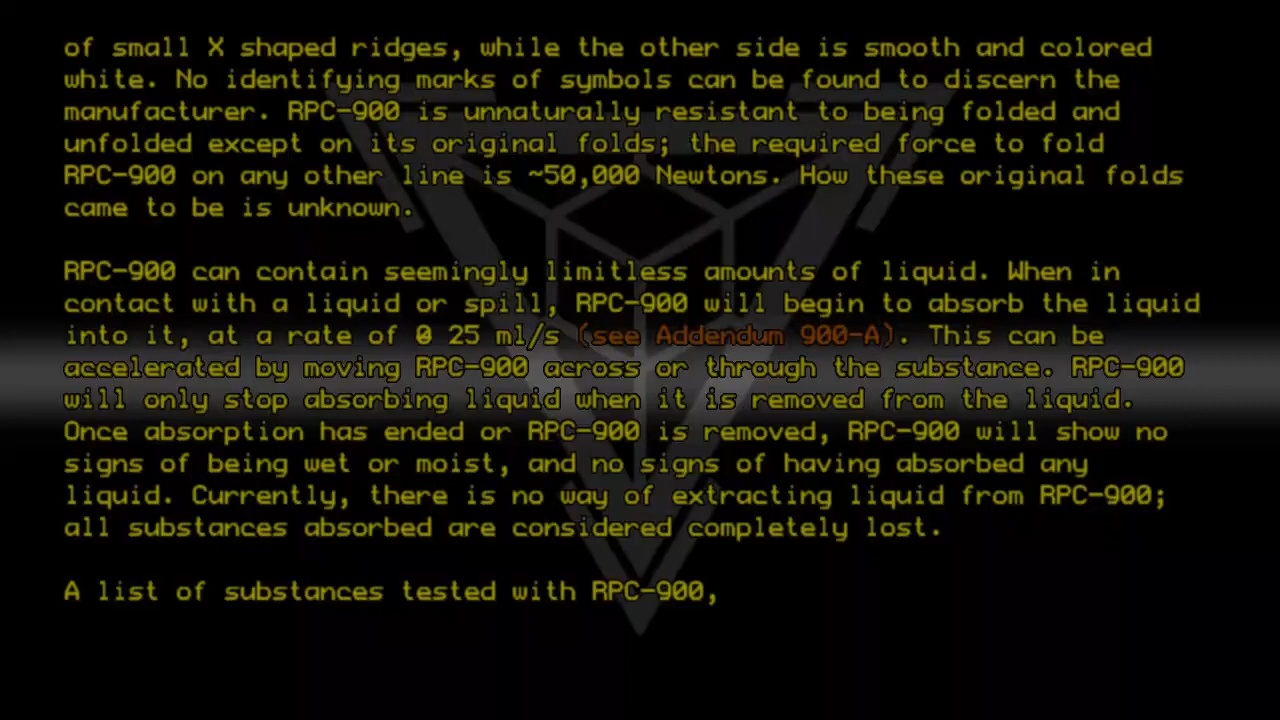 of small X shaped ridges, while the other side is smooth and colored
white. No identifying marks of symbols can be found to discern the
manufacturer. RPC-900 is unnaturally resistant to being folded and
unfolded except on its original folds; the required force to fold
RPC-900 on any other line is ~50,000 Newtons. How these original folds
came to be is unknown.
RPC-900 can contain seemingly limitless amounts of liquid. When in
contact with a liquid or spill, RPC-900 will begin to absorb the liquid
into it, at a rate of 0 25 ml/s (see Addendum 900-A). This can be
accelerated by moving RPC-900 across or through the substance. RPC-900
will only stop absorbing liquid when it is removed from the liquid.
Once absorption has ended or RPC-900 is removed, RPC-900 will show no
signs of being wet or moist, and no signs of having absorbed any
liquid. Currently, there is no way of extracting liquid from RPC-900;
all substances absorbed are considered completely lost.
A list of substances tested with RPC-900,